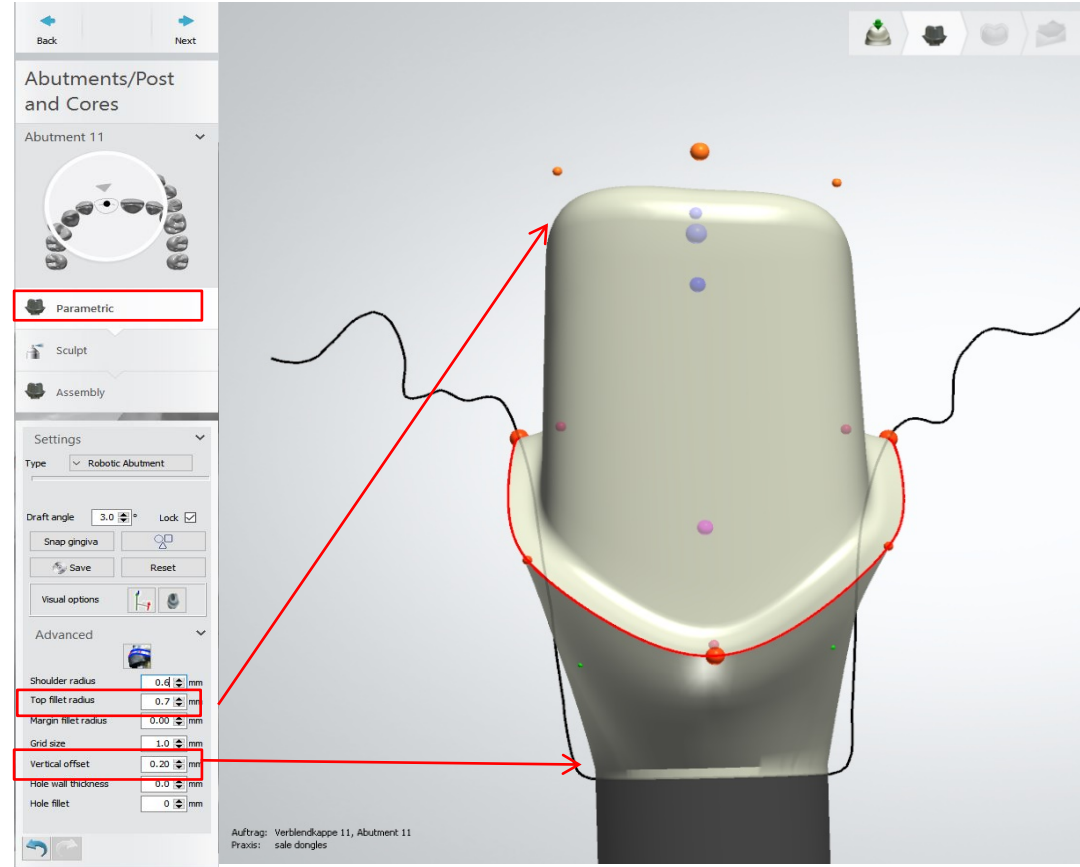 Back
Next
Abutments/Post
and Cores
Abutment 11
Parametric
Sculpt
Assembly
Settings
Type Robotic Abutment
Draft angle 3.0 ° Lock
Snap gingiva
Save Reset
Visual options
Advanced
Shoulder radius 0.6 mm
Top fillet radius 0.7 mm
Margin fillet radius 0.00 mm
Grid size 1.0 mm
Vertical offset 0.20 mm
Hole wall thickness 0.0 mm
Hole fillet 0 mm
Auftrag: Verblendkappe 11, Abutment 11
Praxis: sale dongles